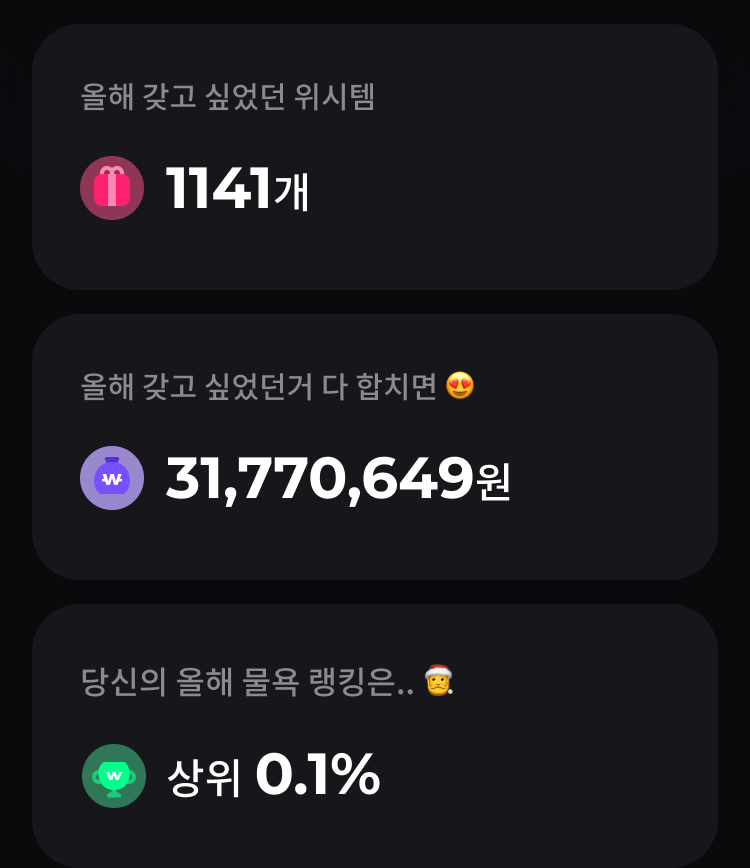 올해 갖고 싶었던 위시템
1141개
올해 갖고 싶었던거 다 합치면 😍
31,770,649원
당신의 올해 물욕 랭킹은.. 🎅
상위 0.1%